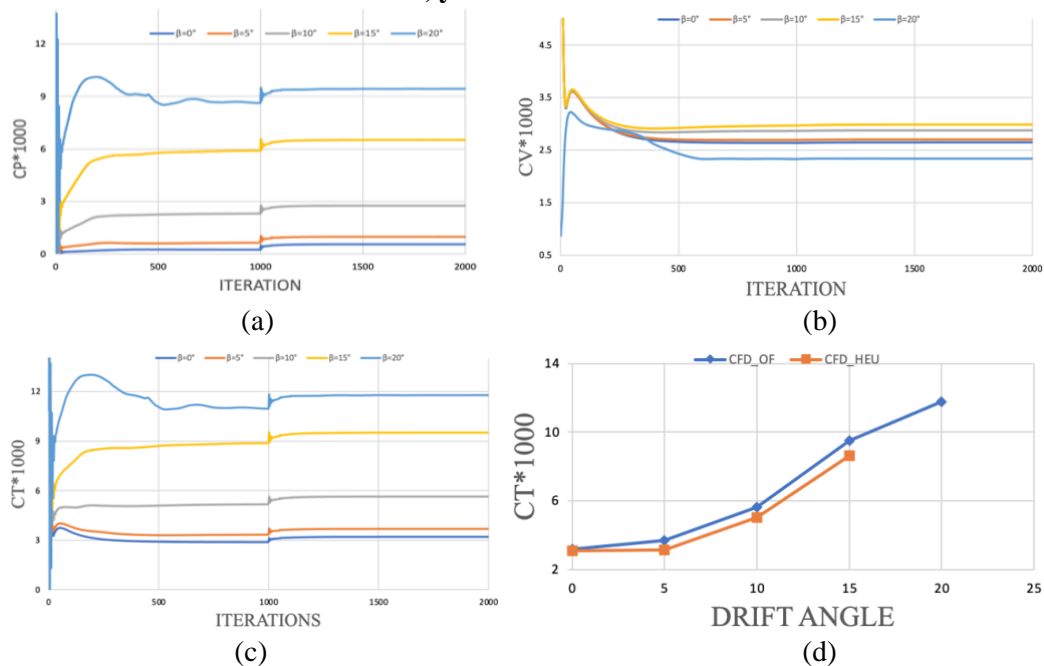 β=0° β=5° β=10° β=15° β=20°
12
9
6
3
0
CP*1000
0 500 1000 1500 2000
ITERATION
(a)
β=0° β=5° β=10° β=15° β=20°
4.5
3.5
2.5
1.5
0.5
CV*1000
0 500 1000 1500 2000
ITERATION
(b)
β=0° β=5° β=10° β=15° β=20°
12
9
6
3
0
CT*1000
0 500 1000 1500 2000
ITERATIONS
(c)
CFD_OF CFD_HEU
14
10
6
2
CT*1000
0 5 10 15 20 25
DRIFT ANGLE
(d)